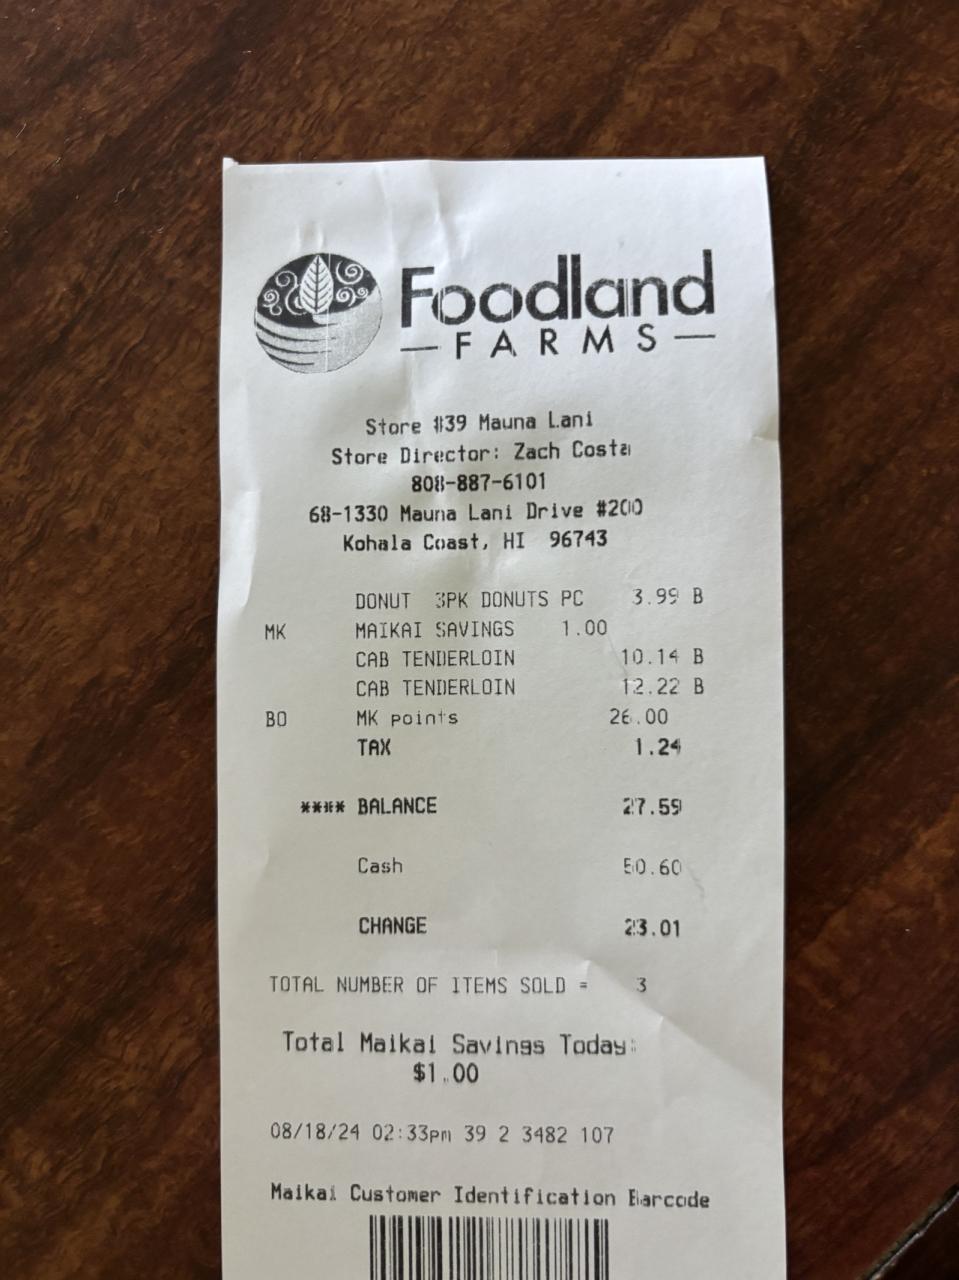 Foodland
FARMS
Store #39 Mauna Lani
Store Director: Zach Costa
808-887-6101
68-1330 Mauna Lani Drive #200
Kohala Coast, HI 96743
DONUT 3PK DONUTS PC 3.99 B
MK MAIKAI SAVINGS 1.00
CAB TENDERLOIN 10.14 B
CAB TENDERLOIN 12.22 B
BO MK points 26.00
TAX 1.24
**** BALANCE 27.59
Cash 50.60
CHANGE 23.01
TOTAL NUMBER OF ITEMS SOLD = 3
Total Maikai Savings Today:
$1.00
08/18/24 02:33pm 39 2 3482 107
Maikai Customer Identification Barcode